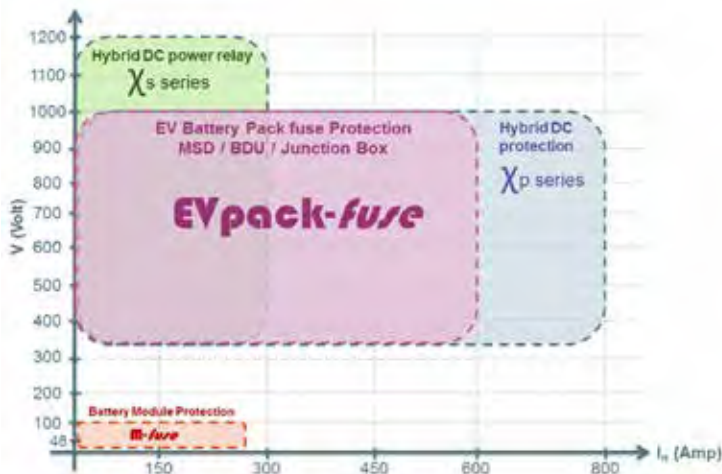 1200
1100
1000
900
800
700
600
500
400
300
200
100
48
V (Volt)
Hybrid DC power relay
χs series
EV Battery Pack fuse Protection
MSD / BDU / Junction Box
EVpack-fuse
Hybrid DC
protection
χp series
Battery Module Protection
M-fuse
150
300
450
600
800
Iₙ (Amp)